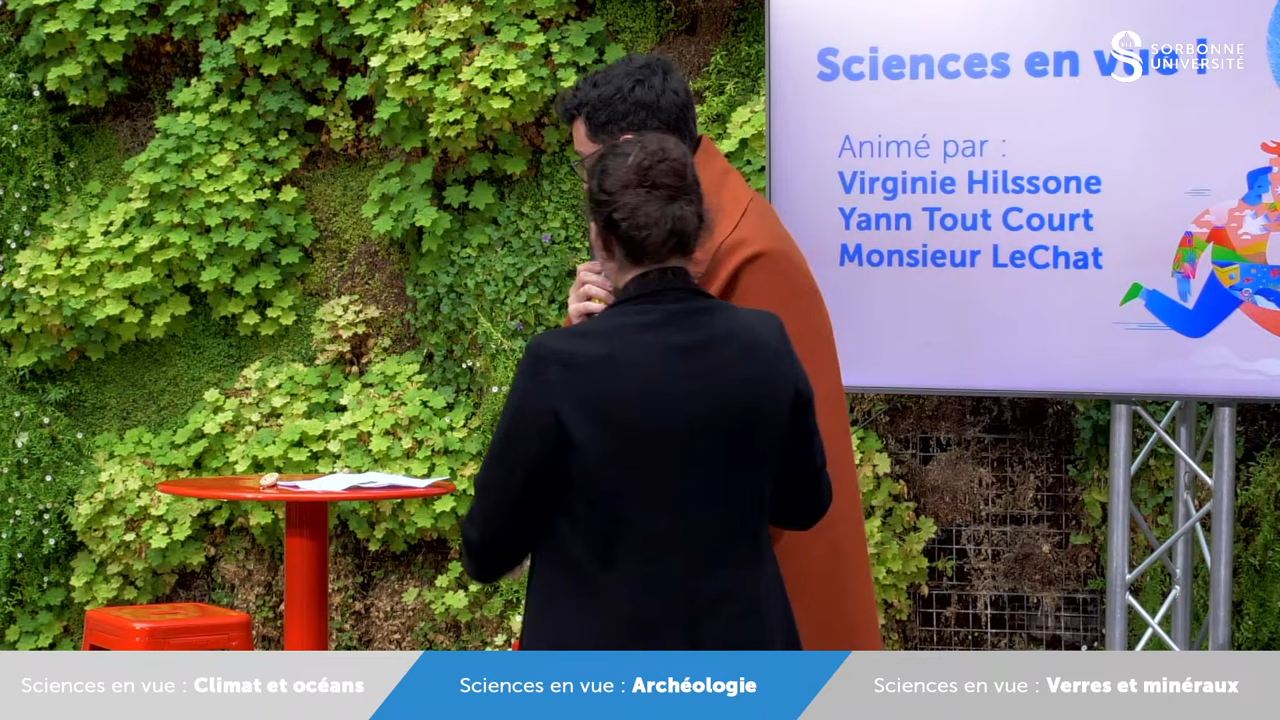 Sciences en vue !
SORBONNE
UNIVERSITÉ
Animé par :
Virginie Hilssone
Yann Tout Court
Monsieur LeChat
Sciences en vue : Climat et océans
Sciences en vue : Archéologie
Sciences en vue : Verres et minéraux